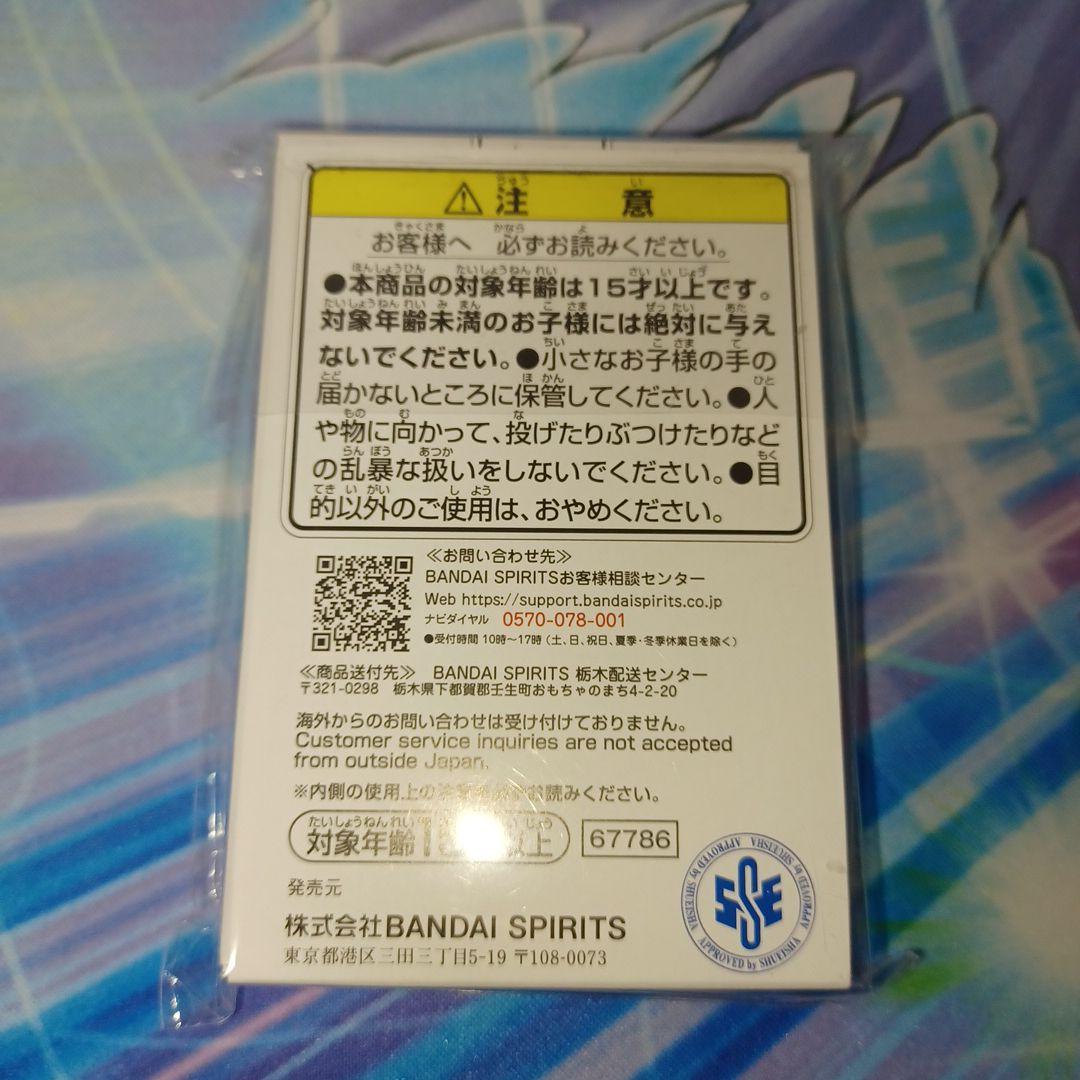 ⚠注 意
お客様へ 必ずお読みください。
●本商品の対象年齢は15才以上です。
対象年齢未満のお子様には絶対に与え
ないでください。●小さなお子様の手の
届かないところに保管してください。●人
や物に向かって、投げたりぶつけたりなど
の乱暴な扱いをしないでください。●目
的以外のご使用は、おやめください。
≪お問い合わせ先≫
BANDAI SPIRITSお客様相談センター
Web https://support.bandaispirits.co.jp
ナビダイヤル 0570-078-001
●受付時間 10時〜17時（土、日、祝日、夏季・冬季休業日を除く）
≪商品送付先≫ BANDAI SPIRITS 栃木配送センター
〒321-0298 栃木県下都賀郡壬生町おもちゃのまち4-2-20
海外からのお問い合わせは受け付けておりません。
Customer service inquiries are not accepted
from outside Japan.
※内側の使用上の お読みください。
対象年齢 15 以上
67786
発売元
株式会社BANDAI SPIRITS
東京都港区三田三丁目5-19 〒108-0073
APPROVED by SHUEISHA APPROVED by SHUEISHA APPROVED by SHUEISHA